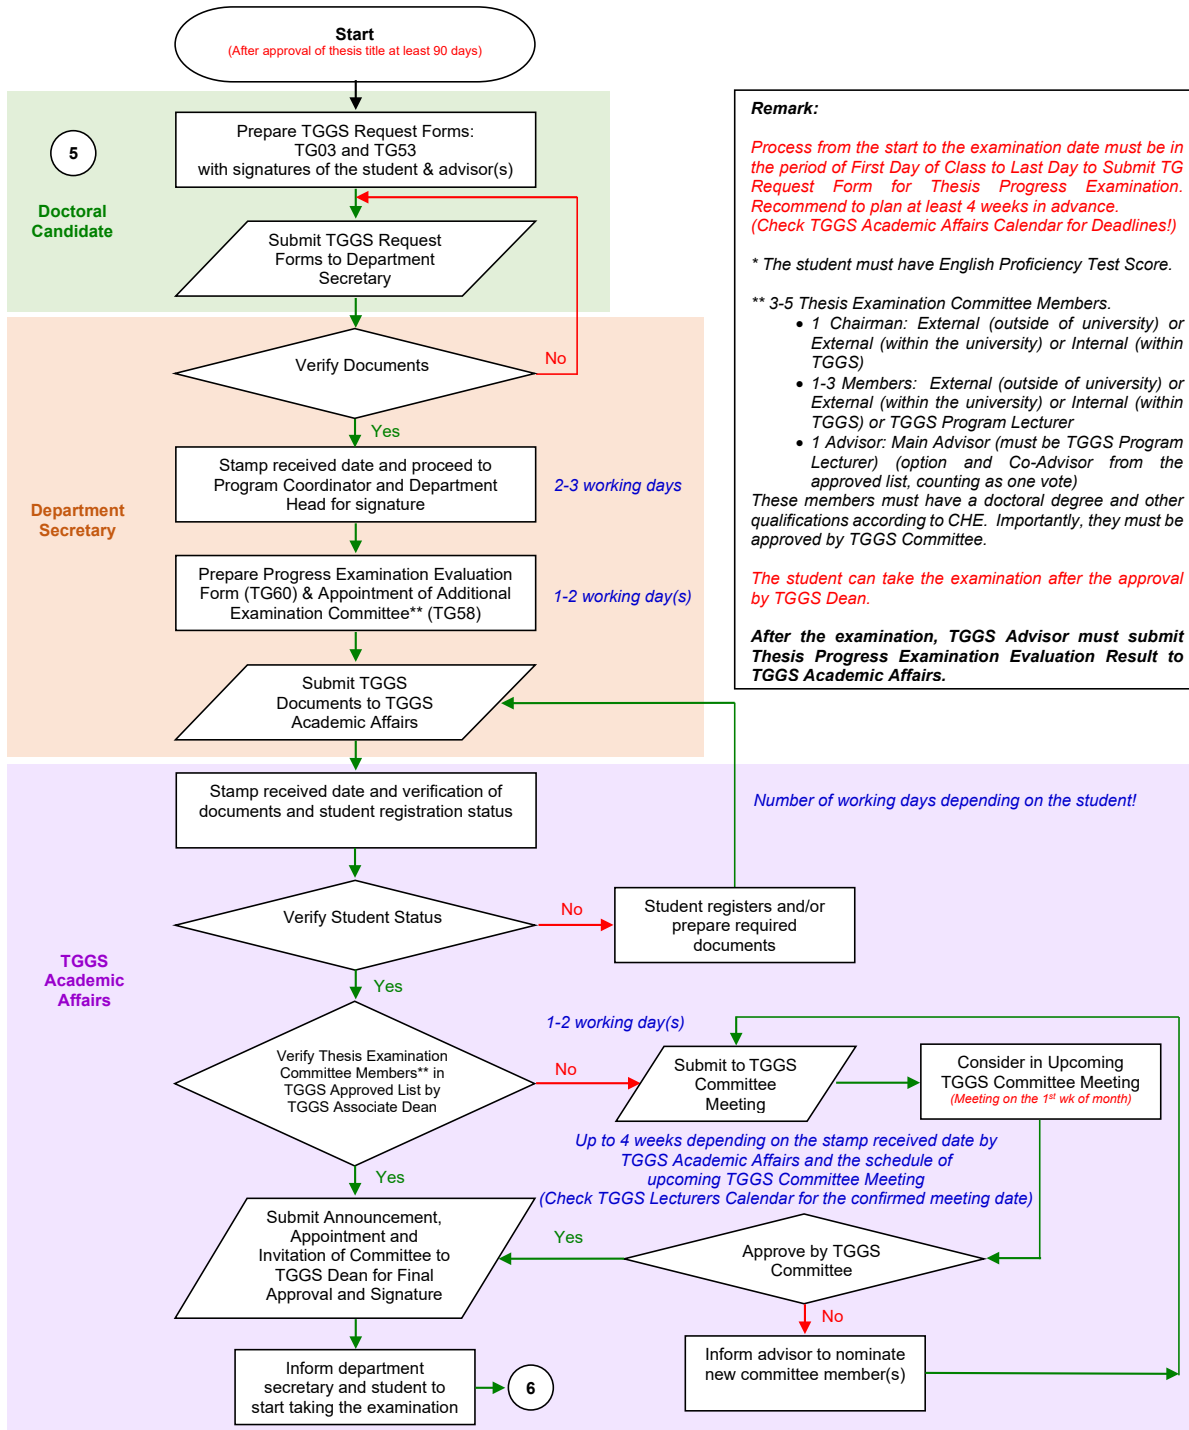 Start
(After approval of thesis title at least 90 days)
5
Doctoral
Candidate
Prepare TGGS Request Forms:
TG03 and TG53
with signatures of the student & advisor(s)
Submit TGGS Request
Forms to Department
Secretary
Verify Documents
No
Yes
Department
Secretary
Stamp received date and proceed to
Program Coordinator and Department
Head for signature
2-3 working days
Prepare Progress Examination Evaluation
Form (TG60) & Appointment of Additional
Examination Committee** (TG58)
1-2 working day(s)
Submit TGGS
Documents to TGGS
Academic Affairs
Remark:
Process from the start to the examination date must be in
the period of First Day of Class to Last Day to Submit TG
Request Form for Thesis Progress Examination.
Recommend to plan at least 4 weeks in advance.
(Check TGGS Academic Affairs Calendar for Deadlines!)
* The student must have English Proficiency Test Score.
** 3-5 Thesis Examination Committee Members.
• 1 Chairman: External (outside of university) or
External (within the university) or Internal (within
TGGS)
• 1-3 Members: External (outside of university) or
External (within the university) or Internal (within
TGGS) or TGGS Program Lecturer
• 1 Advisor: Main Advisor (must be TGGS Program
Lecturer) (option and Co-Advisor from the
approved list, counting as one vote)
These members must have a doctoral degree and other
qualifications according to CHE. Importantly, they must be
approved by TGGS Committee.
The student can take the examination after the approval
by TGGS Dean.
After the examination, TGGS Advisor must submit
Thesis Progress Examination Evaluation Result to
TGGS Academic Affairs.
TGGS
Academic
Affairs
Stamp received date and verification of
documents and student registration status
Number of working days depending on the student!
Verify Student Status
No
Student registers and/or
prepare required
documents
Yes
1-2 working day(s)
Verify Thesis Examination
Committee Members** in
TGGS Approved List by
TGGS Associate Dean
No
Submit to TGGS
Committee
Meeting
Consider in Upcoming
TGGS Committee Meeting
(Meeting on the 1st wk of month)
Up to 4 weeks depending on the stamp received date by
TGGS Academic Affairs and the schedule of
upcoming TGGS Committee Meeting
(Check TGGS Lecturers Calendar for the confirmed meeting date)
Yes
Submit Announcement,
Appointment and
Invitation of Committee to
TGGS Dean for Final
Approval and Signature
Yes
Approve by TGGS
Committee
No
Inform advisor to nominate
new committee member(s)
Inform department
secretary and student to
start taking the examination
6